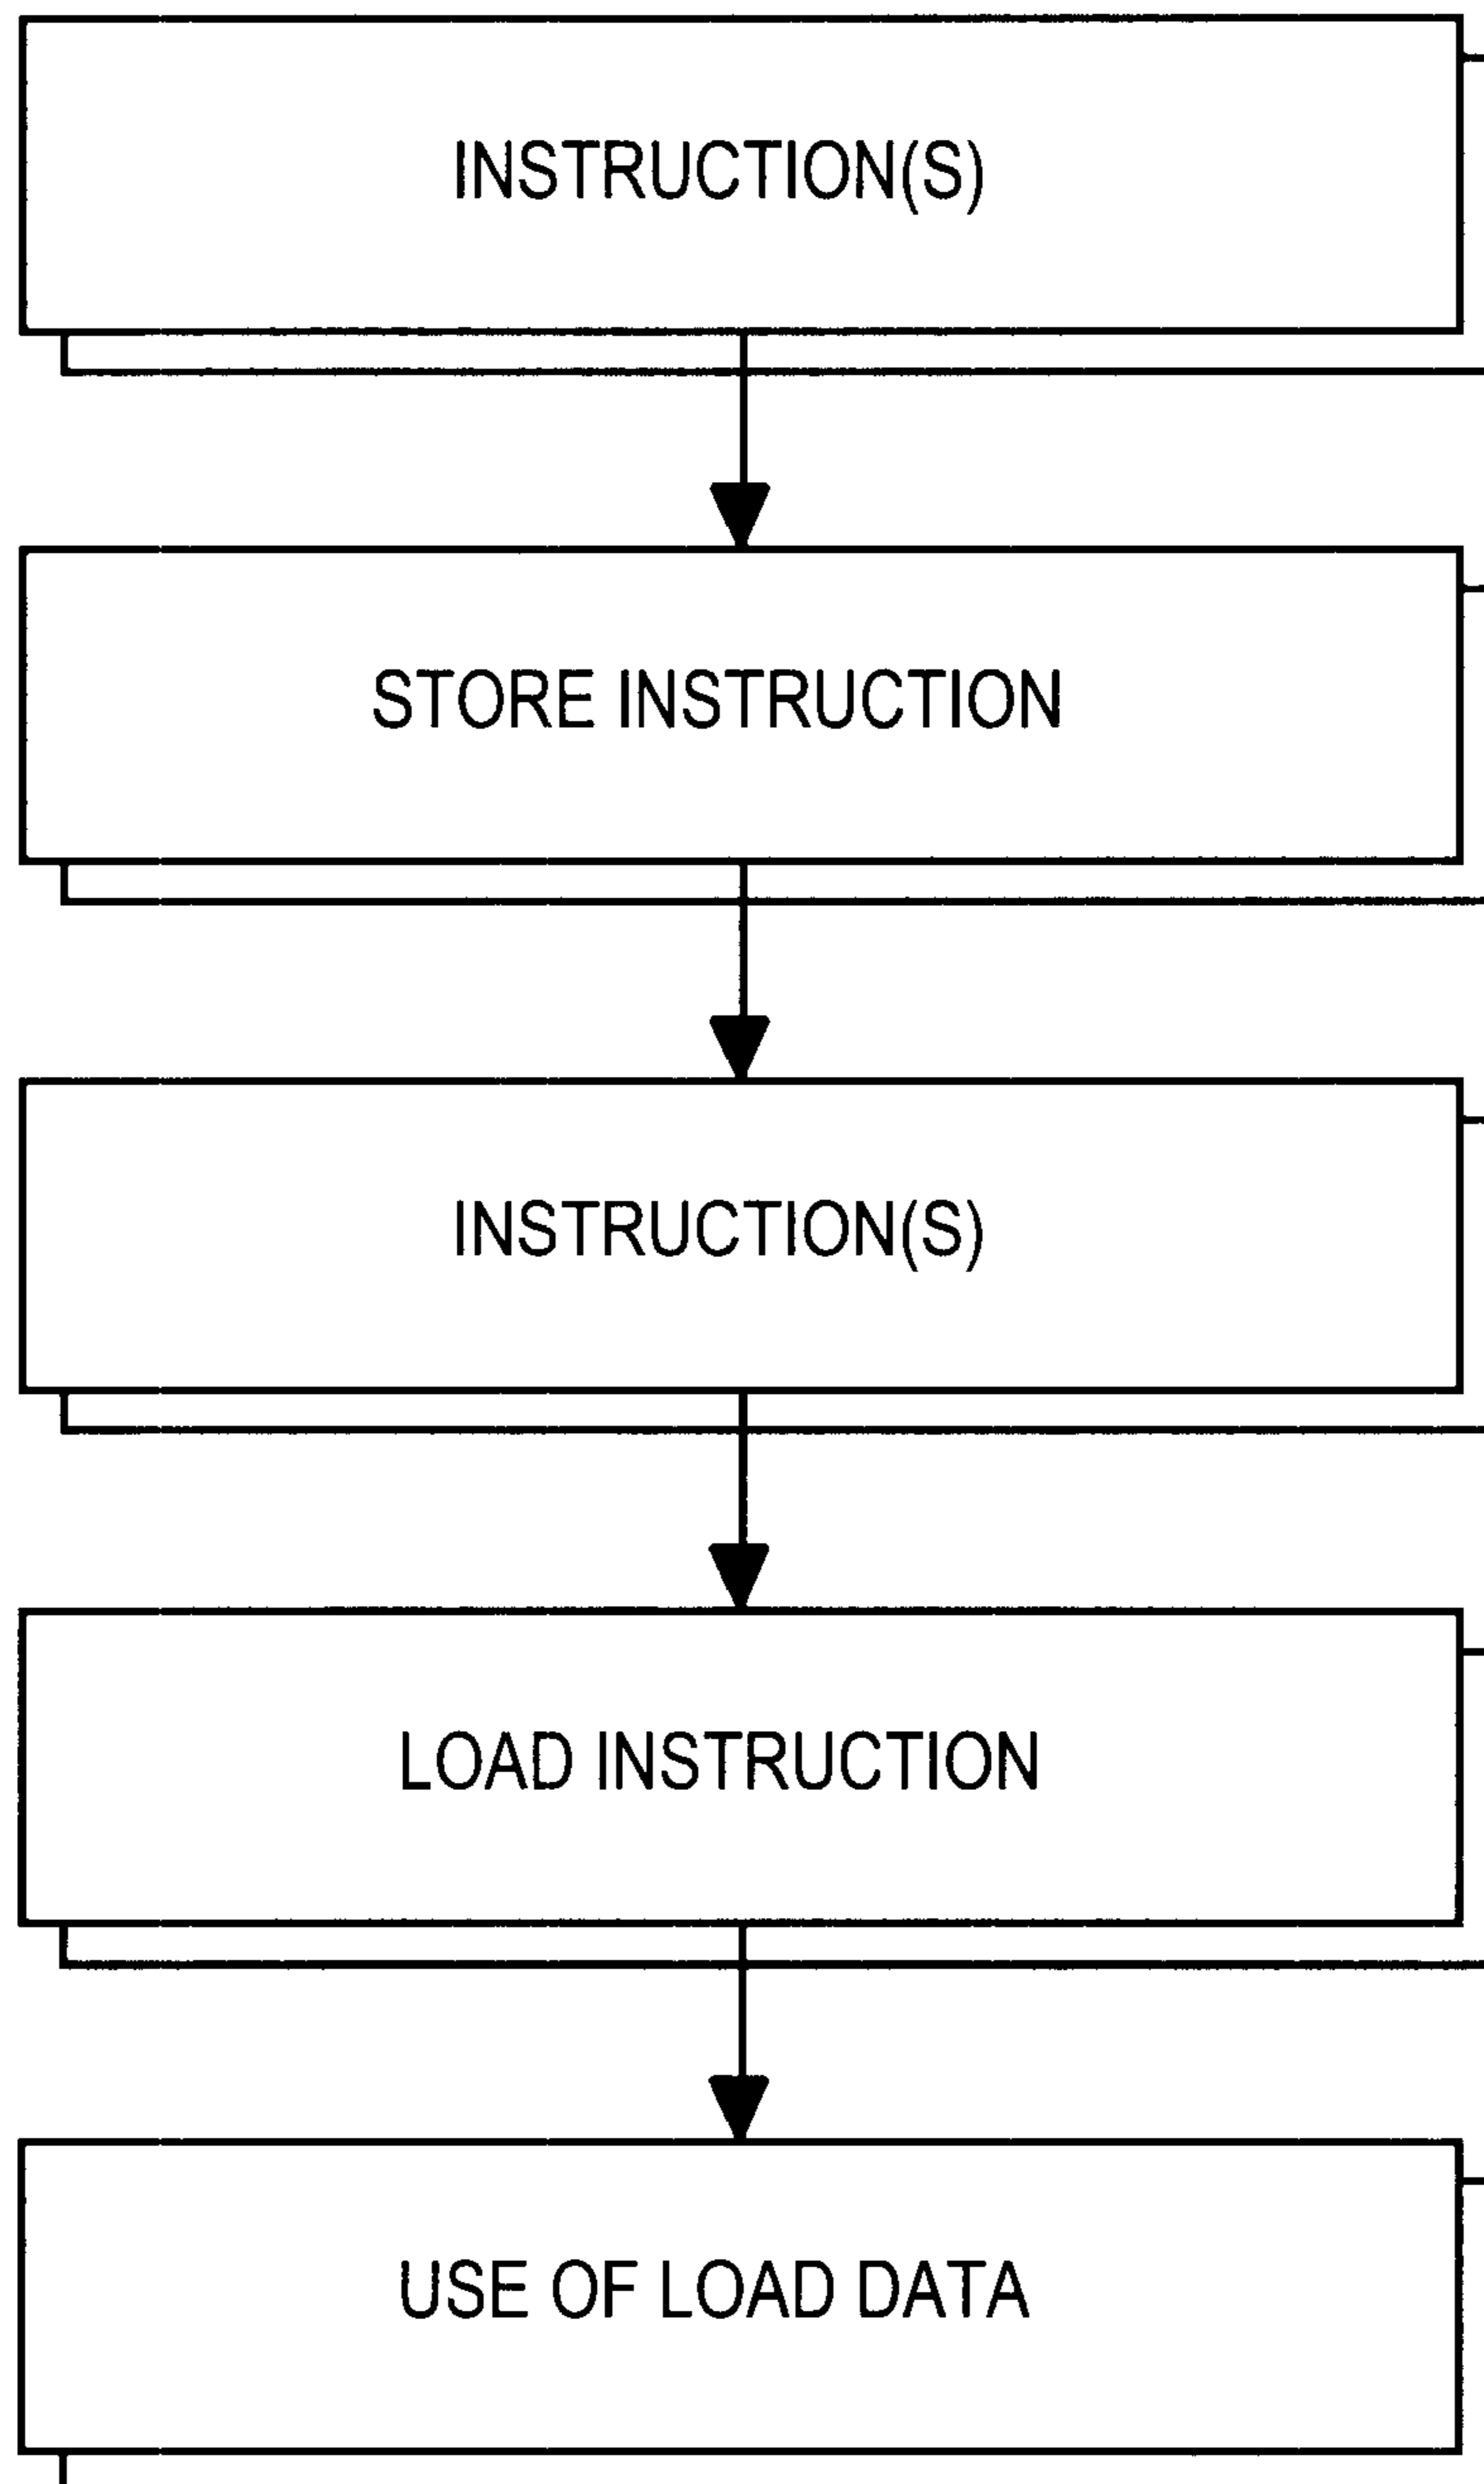 INSTRUCTION(S)
STORE INSTRUCTION
INSTRUCTION(S)
LOAD INSTRUCTION
USE OF LOAD DATA